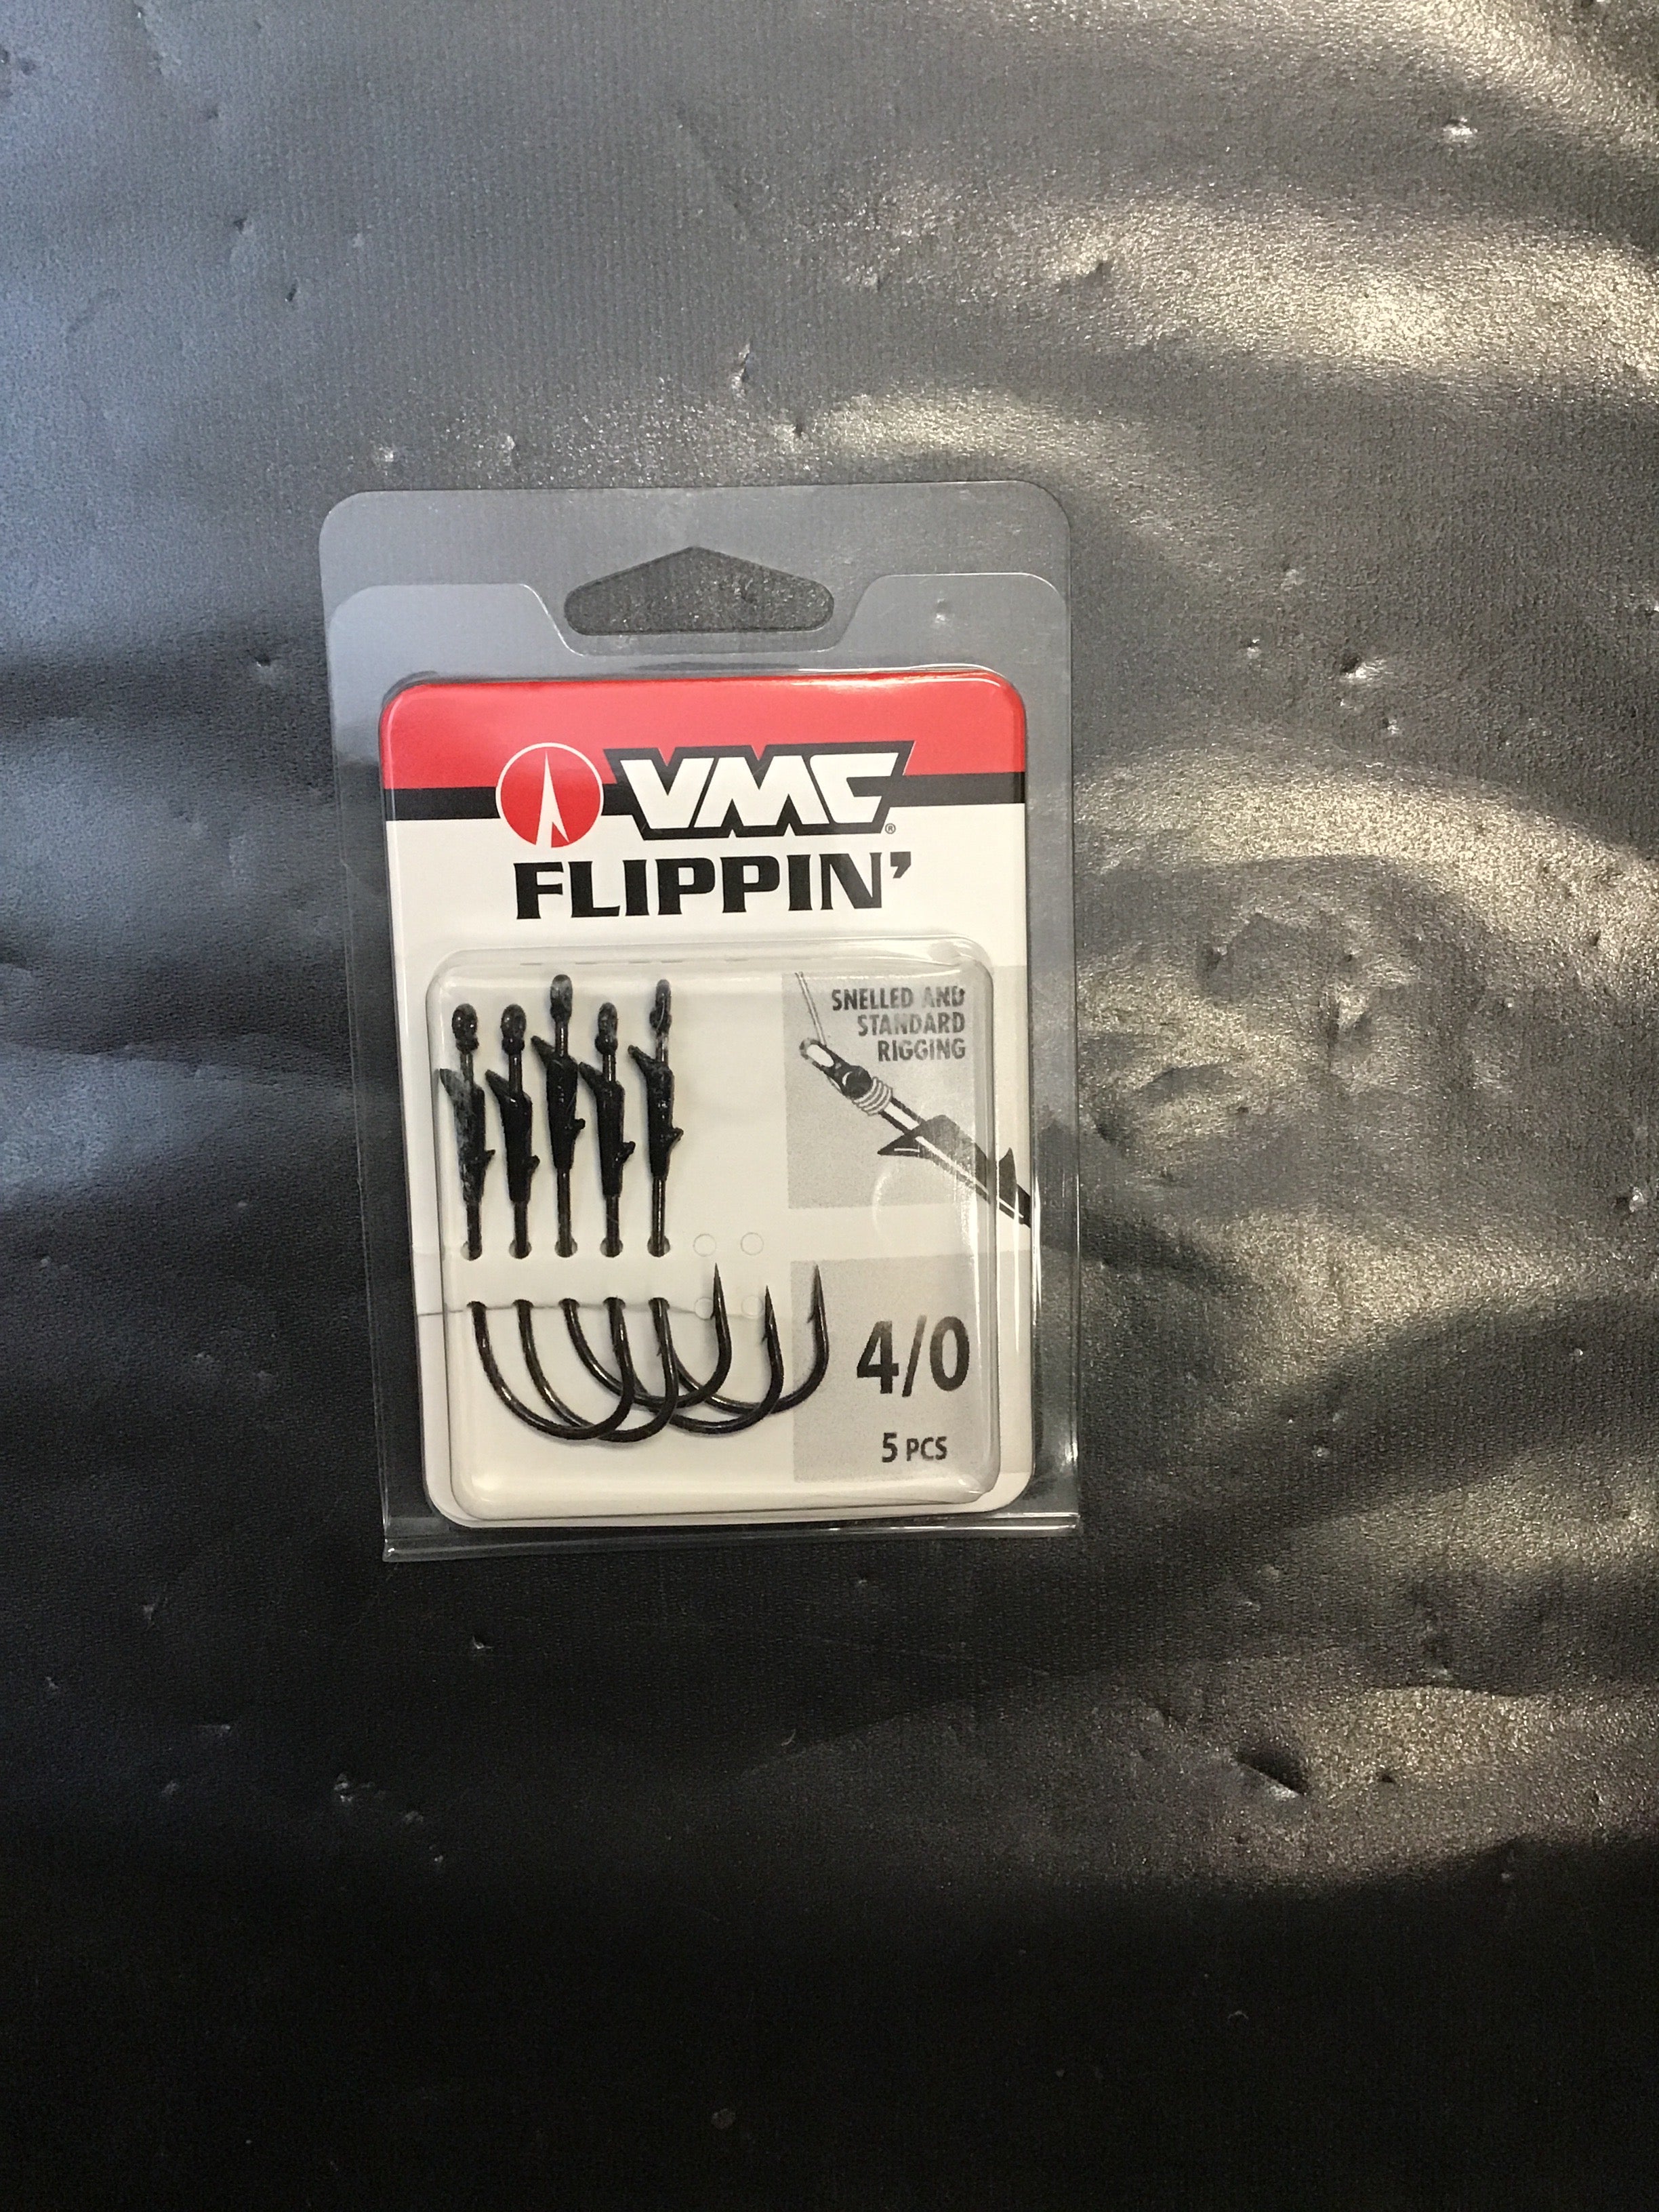 VMC®
FLIPPIN’
SNELLED AND
STANDARD
RIGGING
4/0
5 PCS